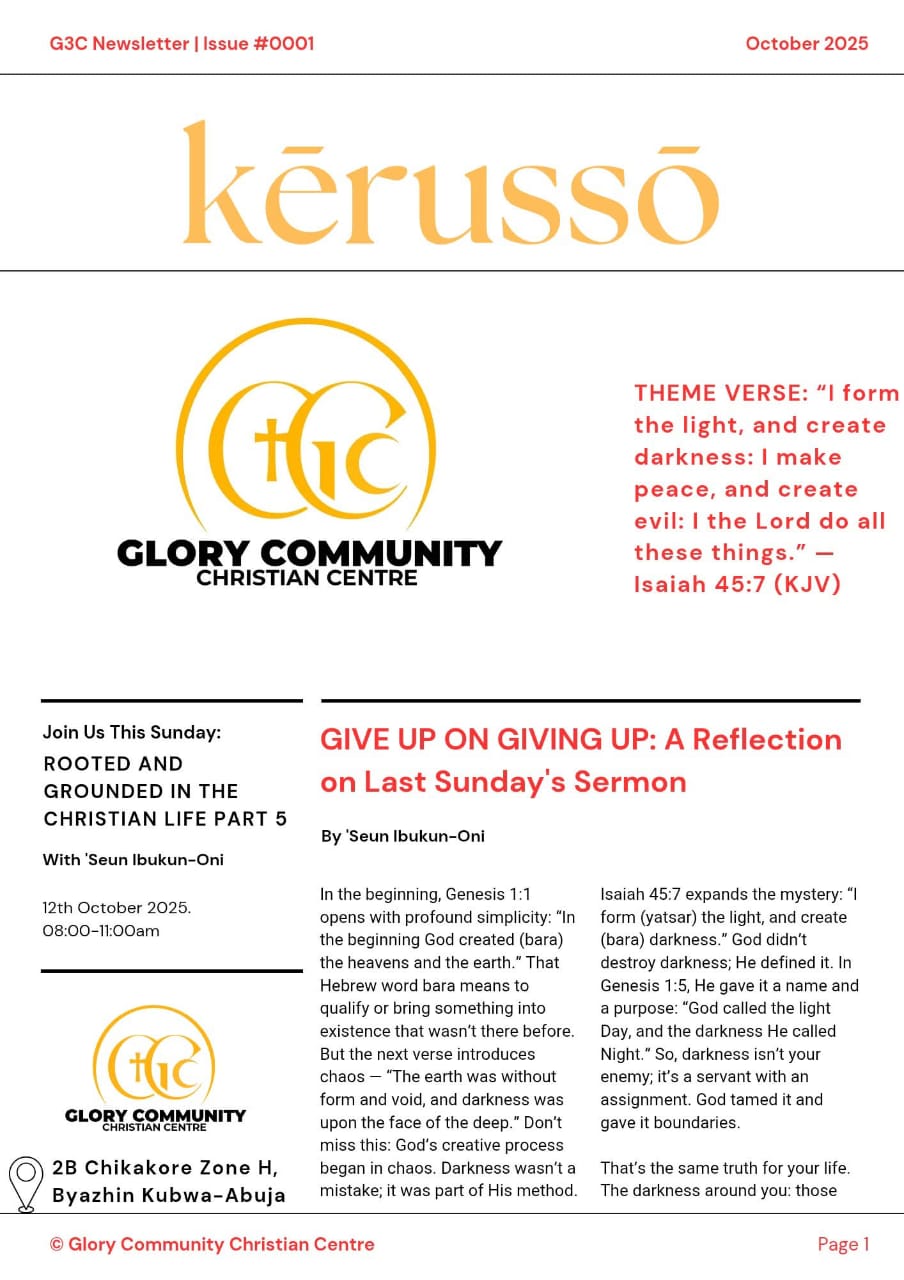 G3C Newsletter | Issue #0001
October 2025
kērussō
CGIC
GLORY COMMUNITY
CHRISTIAN CENTRE
THEME VERSE: “I form
the light, and create
darkness: I make
peace, and create
evil: I the Lord do all
these things.” —
Isaiah 45:7 (KJV)
Join Us This Sunday:
ROOTED AND
GROUNDED IN THE
CHRISTIAN LIFE PART 5
With 'Seun Ibukun-Oni
12th October 2025.
08:00-11:00am
CGIC
GLORY COMMUNITY
CHRISTIAN CENTRE
2B Chikakore Zone H,
Byazhin Kubwa-Abuja
GIVE UP ON GIVING UP: A Reflection
on Last Sunday's Sermon
By 'Seun Ibukun-Oni
In the beginning, Genesis 1:1
opens with profound simplicity: “In
the beginning God created (bara)
the heavens and the earth.” That
Hebrew word bara means to
qualify or bring something into
existence that wasn’t there before.
But the next verse introduces
chaos — “The earth was without
form and void, and darkness was
upon the face of the deep.” Don’t
miss this: God’s creative process
began in chaos. Darkness wasn’t a
mistake; it was part of His method.
Isaiah 45:7 expands the mystery: “I
form (yatsar) the light, and create
(bara) darkness.” God didn’t
destroy darkness; He defined it. In
Genesis 1:5, He gave it a name and
a purpose: “God called the light
Day, and the darkness He called
Night.” So, darkness isn’t your
enemy; it’s a servant with an
assignment. God tamed it and
gave it boundaries.
That’s the same truth for your life.
The darkness around you: those
© Glory Community Christian Centre
Page 1